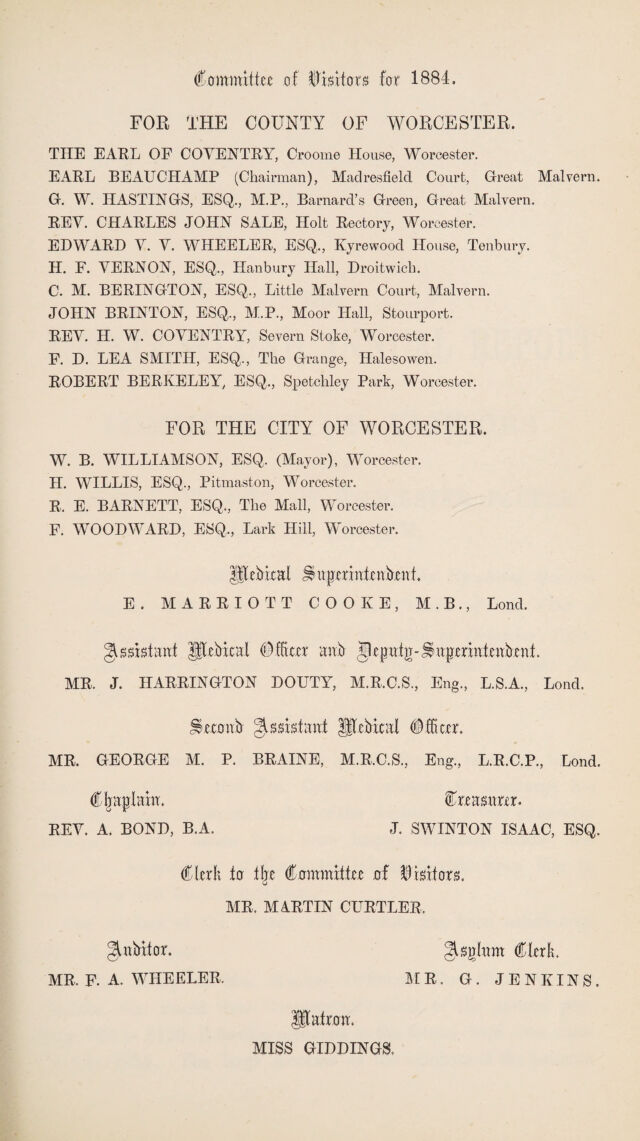 Committee of Visitors for 1884.
FOR THE COUNTY OF WORCESTER.
THE EARL OF COVENTRY, Croome House, Worcester.
EARL BEAUCHAMP (Chairman), Madresfield Court, Great Malvern.
G. W. HASTINGS, ESQ., M.P., Barnard's Green, Great Malvern.
REV. CHARLES JOHN SALE, Holt Rectory, Worcester.
EDWARD V. V. WHEELER, ESQ., Kyrewood House, Tenbury.
H. F. VERNON, ESQ., Hanbury Hall, Droitwich.
C. M. BERINGTON, ESQ., Little Malvern Court, Malvern.
JOHN BRINTON, ESQ., M.P., Moor Hall, Stourport.
REV. H. W. COVENTRY, Severn Stoke, Worcester.
F. D. LEA SMITH, ESQ., The Grange, Halesowen.
ROBERT BERKELEY, ESQ., Spetchley Park, Worcester.
FOR THE CITY OF WORCESTER.
W. B. WILLIAMSON, ESQ. (Mayor), Worcester.
H. WILLIS, ESQ., Pitmaston, Worcester.
R. E. BARNETT, ESQ., The Mall, Worcester.
F. WOODWARD, ESQ., Lark Hill, Worcester.
Medical Superintendent.
E. MARRIOTT COOKE, M.B., Lond.
Assistant Medical Officer and Deputy-Superintendent.
MR. J. HARRINGTON DOUTY, M.R.C.S., Eng., L.S.A., Lond.
Second Assistant Medical Officer.
MR. GEORGE M. P. BRAINE, M.R.C.S., Eng., L.R.C.P., Lond.
Chaplain. Treasurer.
REV. A. BOND, B.A. J. SWINTON ISAAC, ESQ.
Clerk to the Committee of Visitors.
MR. MARTIN CURTLER.
Auditor. Asylum Clerk.
MR. F. A. WHEELER. MR. G. JENKINS.
Matron.
MISS GIDDINGS.